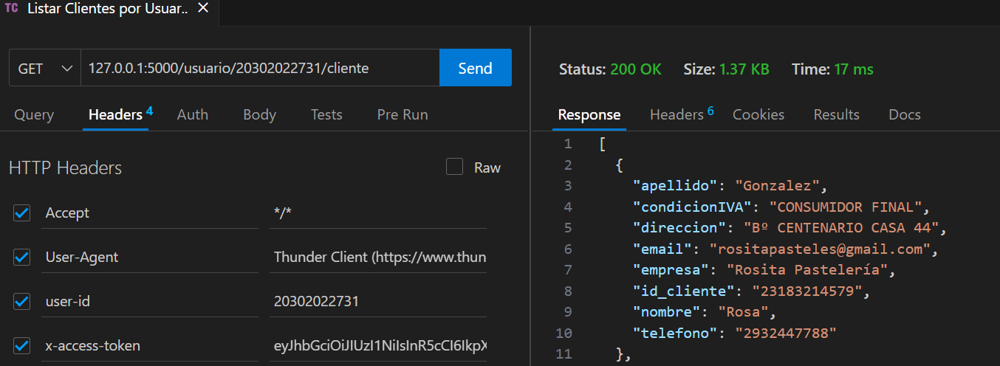 TC Listar Clientes por Usuar.. ×
GET 127.0.0.1:5000/usuario/20302022731/cliente Send
Query Headers 4 Auth Body Tests Pre Run
HTTP Headers Raw
Accept */*
User-Agent Thunder Client (https://www.thun
user-id 20302022731
x-access-token eyJhbGciOiJIUzI1NiIsInR5cCI6IkpX
Status: 200 OK Size: 1.37 KB Time: 17 ms
Response Headers 6 Cookies Results Docs
1 [
2 {
3 "apellido": "Gonzalez",
4 "condicionIVA": "CONSUMIDOR FINAL",
5 "direccion": "Bº CENTENARIO CASA 44",
6 "email": "rositapasteles@gmail.com",
7 "empresa": "Rosita Pastelería",
8 "id_cliente": "23183214579",
9 "nombre": "Rosa",
10 "telefono": "2932447788"
11 },